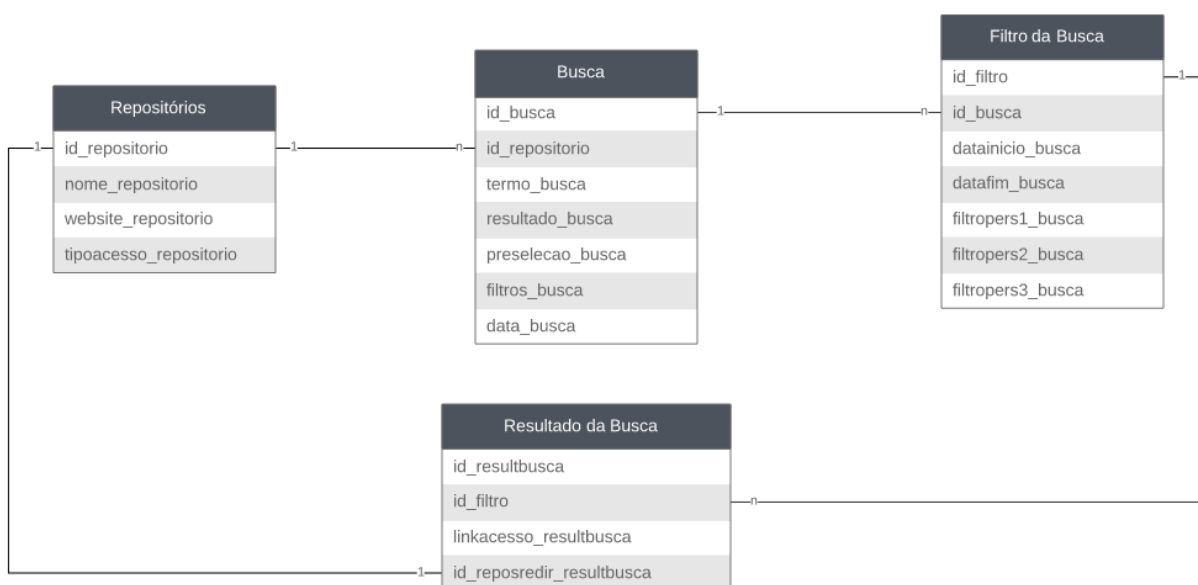 Repositórios
1
id_repositorio
1
nome_repositorio
website_repositorio
tipoacesso_repositorio
Busca
id_busca
1
n
id_repositorio
termo_busca
resultado_busca
preselecao_busca
filtros_busca
data_busca
Filtro da Busca
id_filtro
1
n
id_busca
datainicio_busca
datafim_busca
filtropers1_busca
filtropers2_busca
filtropers3_busca
Resultado da Busca
id_resultbusca
id_filtro
n
linkacesso_resultbusca
1
id_reposredir_resultbusca